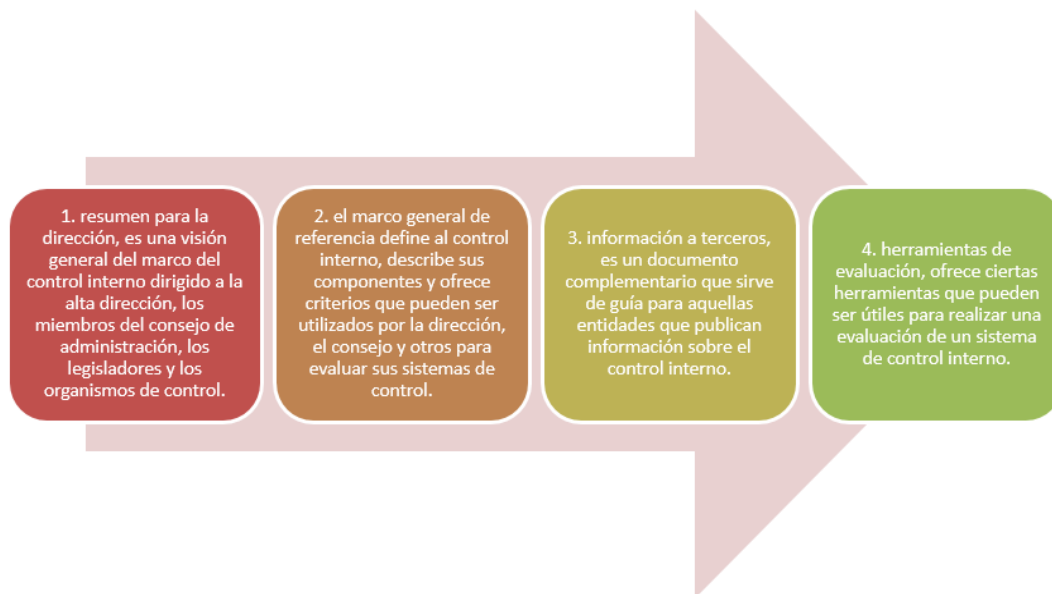 1. resumen para la
dirección, es una visión
general del marco del
control interno dirigido a la
alta dirección, los
miembros del consejo de
administración, los
legisladores y los
organismos de control.
2. el marco general de
referencia define al control
interno, describe sus
componentes y ofrece
criterios que pueden ser
utilizados por la dirección,
el consejo y otros para
evaluar sus sistemas de
control.
3. información a terceros,
es un documento
complementario que sirve
de guía para aquellas
entidades que publican
información sobre el
control interno.
4. herramientas de
evaluación, ofrece ciertas
herramientas que pueden
ser útiles para realizar una
evaluación de un sistema
de control interno.